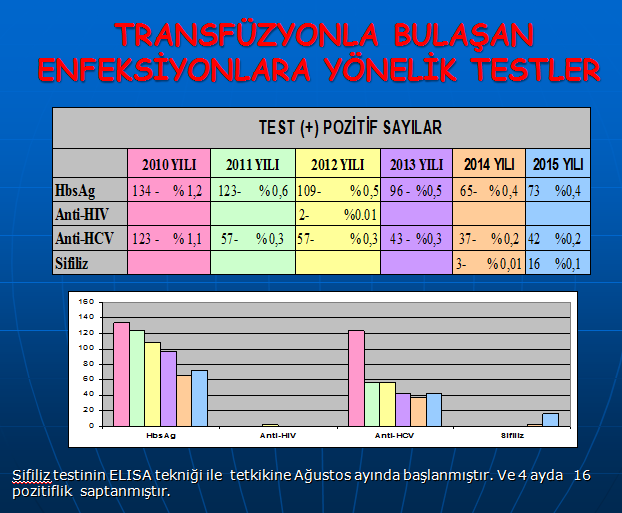 TRANSFÜZYONLA BULAŞAN
ENFEKSİYONLARA YÖNELİK TESTLER
TEST (+) POZİTİF SAYILAR
2010 YILI 2011 YILI 2012 YILI 2013 YILI 2014 YILI 2015 YILI
HbsAg 134 - % 1,2 123- % 0,6 109- %0,5 96 - %0,5 65- %0,4 73 %0,4
Anti-HIV 2- %0.01
Anti-HCV 123 - % 1,1 57- %0,3 57- %0,3 43 - %0,3 37- %0,2 42 %0,2
Sifiliz 3- %0,01 16 %0,1
160
140
120
100
80
60
40
20
0
HbsAg Anti-HIV Anti-HCV Sifiliz
Sifiliz testinin ELISA tekniği ile tetkikine Ağustos ayında başlanmıştır. Ve 4 ayda 16
pozitiflik saptanmıştır.